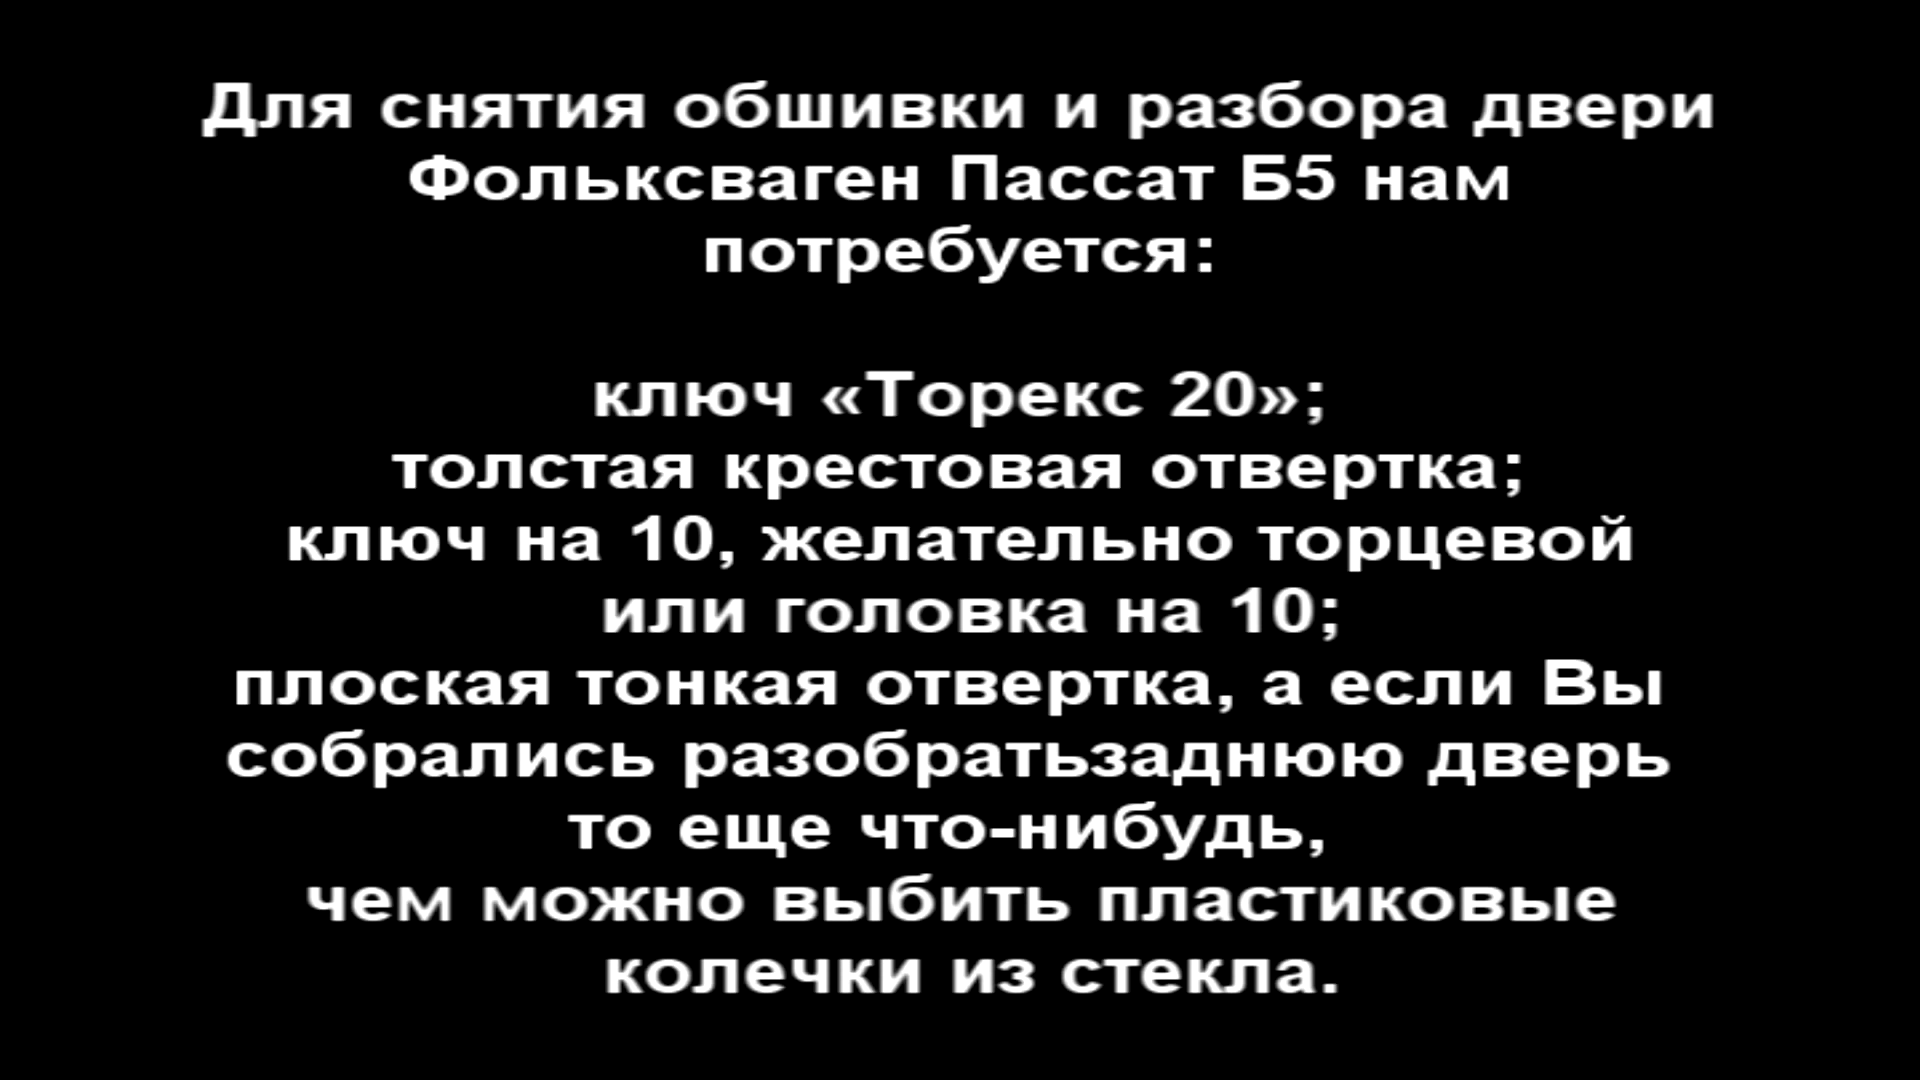 Для снятия обшивки и разбора двери
Фольксваген Пассат Б5 нам
потребуется:
ключ «Торекс 20»;
толстая крестовая отвертка;
ключ на 10, желательно торцевой
или головка на 10;
плоская тонкая отвертка, а если Вы
собрались разобратьзаднюю дверь
то еще что-нибудь,
чем можно выбить пластиковые
колечки из стекла.